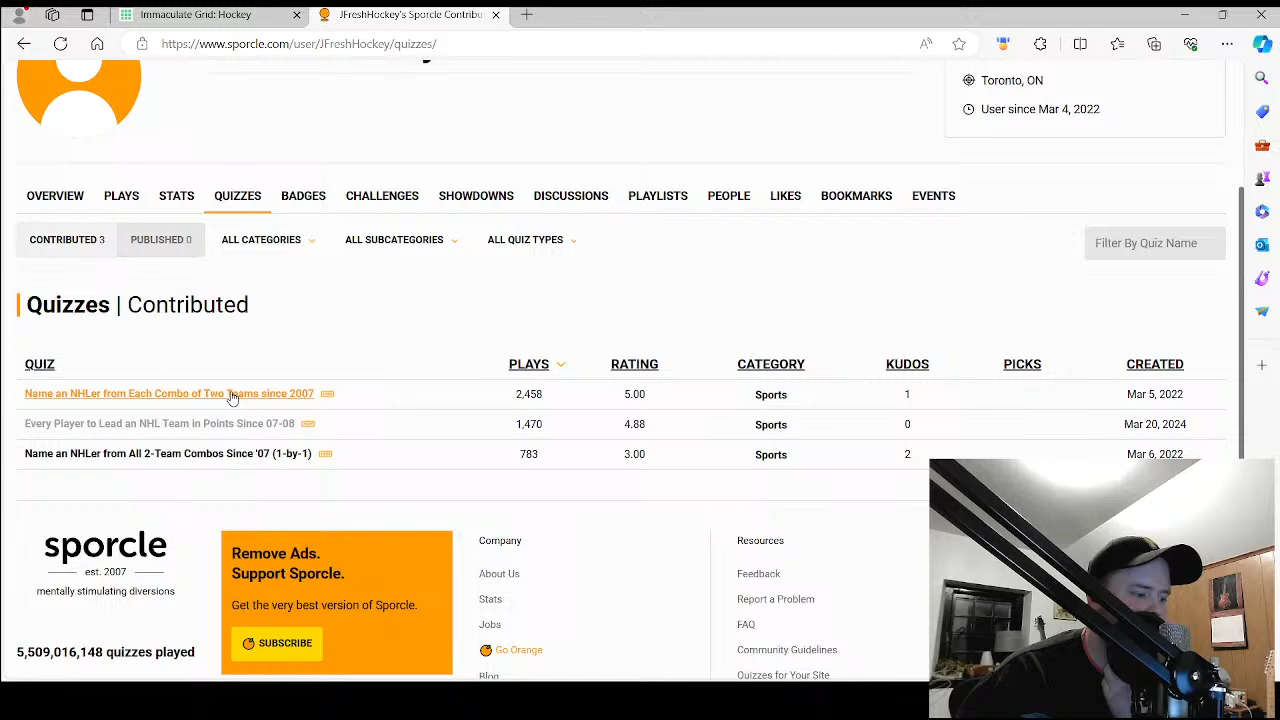 Immaculate Grid: Hockey
JFreshHockey's Sporcle Contribu
https://www.sporcle.com/user/JFreshHockey/quizzes/
Toronto, ON
User since Mar 4, 2022
OVERVIEW PLAYS STATS QUIZZES BADGES CHALLENGES SHOWDOWNS DISCUSSIONS PLAYLISTS PEOPLE LIKES BOOKMARKS EVENTS
CONTRIBUTED 3 PUBLISHED 0 ALL CATEGORIES ALL SUBCATEGORIES ALL QUIZ TYPES Filter By Quiz Name
Quizzes | Contributed
QUIZ PLAYS RATING CATEGORY KUDOS PICKS CREATED
Name an NHLer from Each Combo of Two Teams since 2007 2,458 5.00 Sports 1 Mar 5, 2022
Every Player to Lead an NHL Team in Points Since 07-08 1,470 4.88 Sports 0 Mar 20, 2024
Name an NHLer from All 2-Team Combos Since '07 (1-by-1) 783 3.00 Sports 2 Mar 6, 2022
sporcle
est. 2007
mentally stimulating diversions
5,509,016,148 quizzes played
Remove Ads.
Support Sporcle.
Get the very best version of Sporcle.
SUBSCRIBE
Company
About Us
Stats
Jobs
Go Orange
Blog
Resources
Feedback
Report a Problem
FAQ
Community Guidelines
Quizzes for Your Site